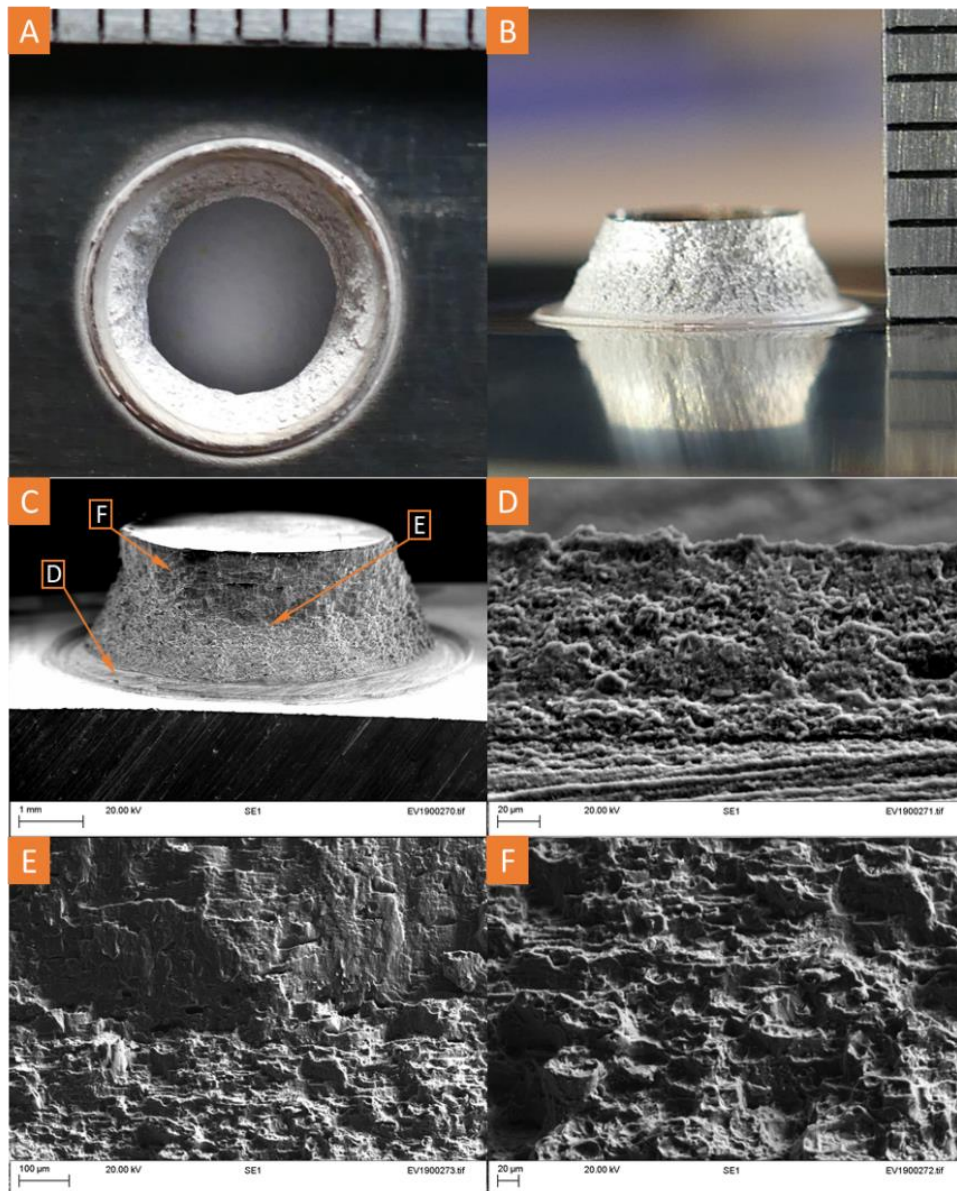 A
B
C
F
E
D
D
1 mm 20.00 kV SE1 EV1900270.tif
20 µm 20.00 kV SE1 EV1900271.tif
E
F
100 µm 20.00 kV SE1 EV1900273.tif
20 µm 20.00 kV SE1 EV1900272.tif